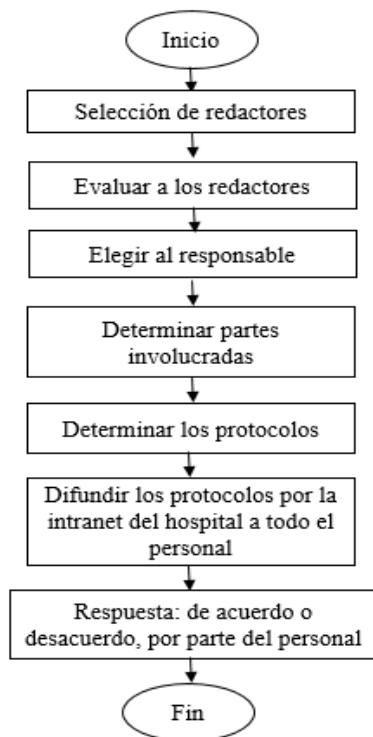 Inicio
Selección de redactores
Evaluar a los redactores
Elegir al responsable
Determinar partes
involucradas
Determinar los protocolos
Difundir los protocolos por la
intranet del hospital a todo el
personal
Respuesta: de acuerdo o
desacuerdo, por parte del personal
Fin